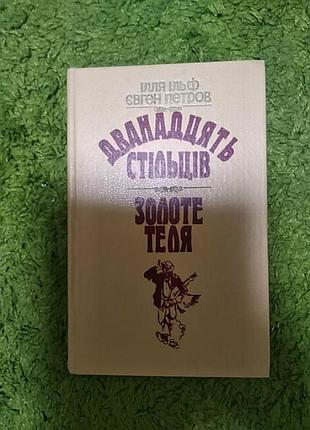 ІЛЛЯ ІЛЬФ
ЄВГЕН ПЕТРОВ
ДВАНАДЦЯТЬ
СТІЛЬЦІВ
ЗОЛОТЕ
ТЕЛЯ